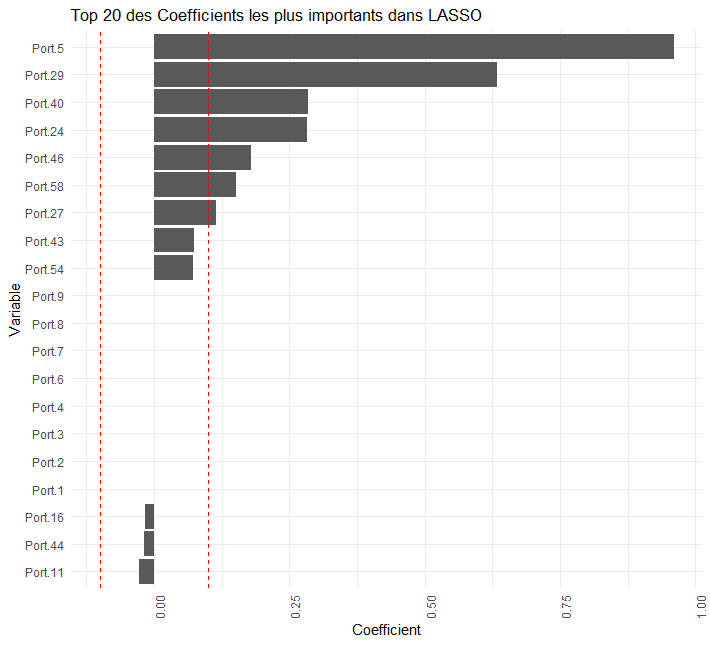 Top 20 des Coefficients les plus importants dans LASSO
Port.5
Port.29
Port.40
Port.24
Port.46
Port.58
Port.27
Port.43
Port.54
Port.9
Port.8
Port.7
Port.6
Port.4
Port.3
Port.2
Port.1
Port.16
Port.44
Port.11
Variable
0.00
0.25
0.50
0.75
1.00
Coefficient